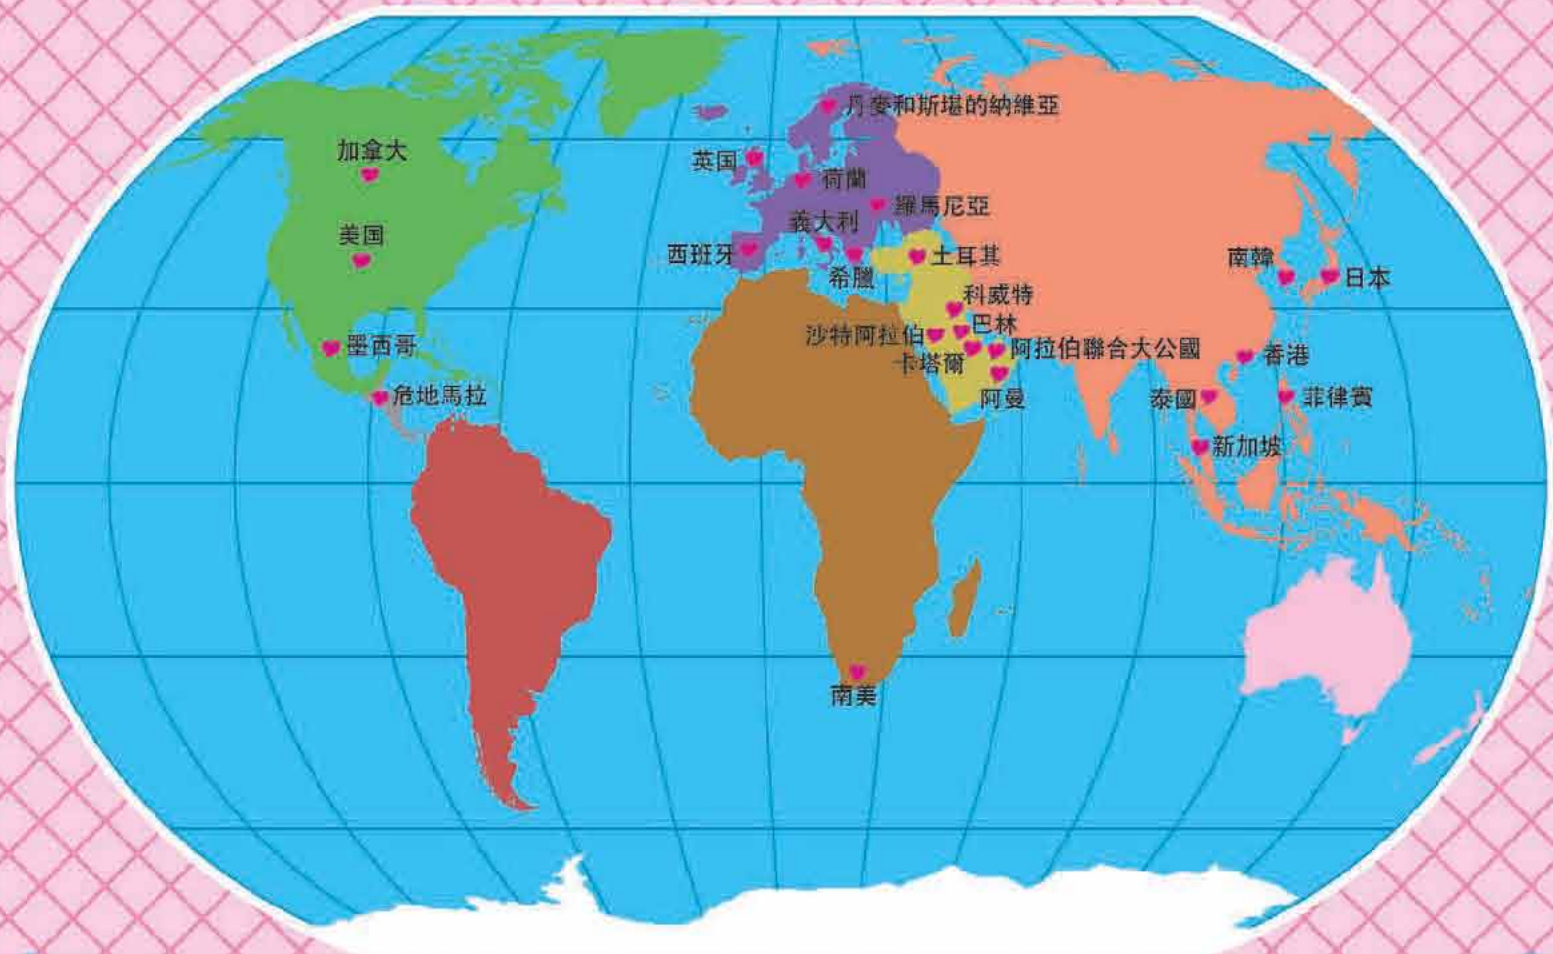 丹麥和斯堪的納維亞
加拿大
英国
荷蘭
羅馬尼亞
義大利
美国
西班牙
土耳其
希臘
南韓
日本
科威特
巴林
沙特阿拉伯
墨西哥
阿拉伯聯合大公國
卡塔爾
香港
危地馬拉
阿曼
泰國
菲律賓
新加坡
南美